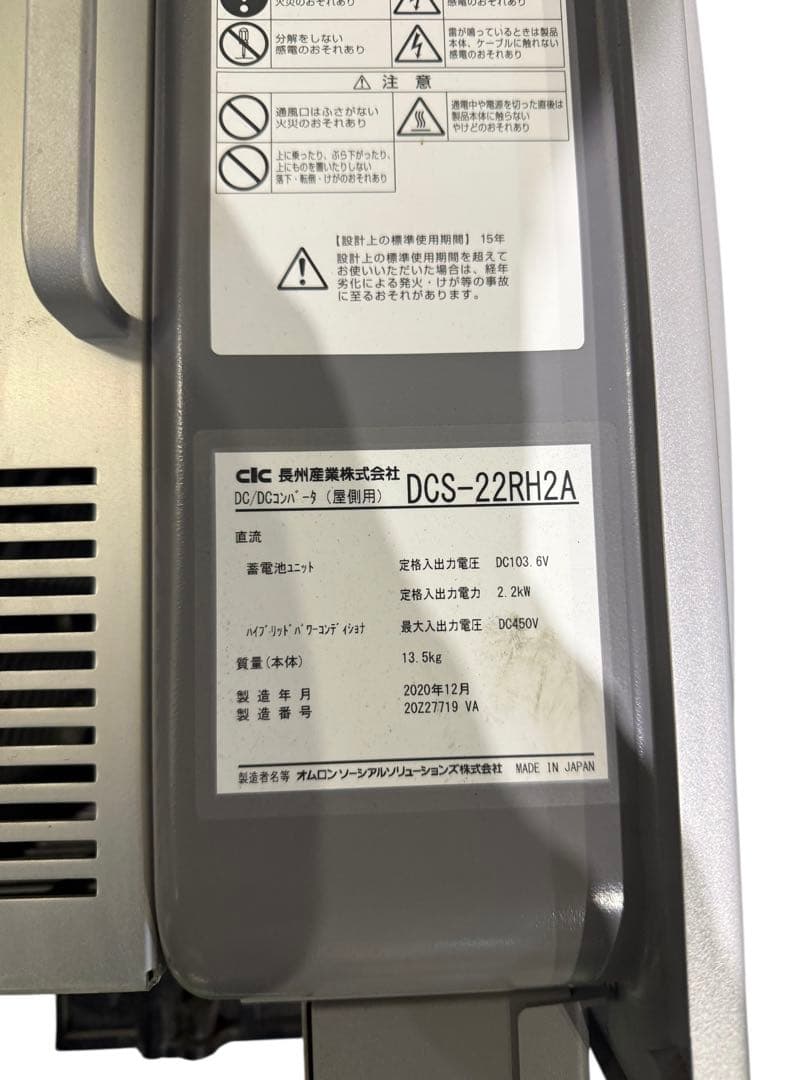 火災のおそれあり
感電のおそれあり
分解をしない
感電のおそれあり
雷が鳴っているときは製品
本体、ケーブルに触れない
感電のおそれあり
注 意
通風口はふさがない
火災のおそれあり
通電中や電源を切った直後は
製品本体に触らない
やけどのおそれあり
上に乗ったり、ぶら下がったり、
上にものを置いたりしない
落下・転倒・けがのおそれあり
【設計上の標準使用期間】 15年
設計上の標準使用期間を超えて
お使いいただいた場合は、経年
劣化による発火・けが等の事故
に至るおそれがあります。
CIC 長州産業株式会社
DC/DCコンバータ (屋側用) DCS-22RH2A
直流
蓄電池ユニット 定格入出力電圧 DC103.6V
定格入出力電力 2.2kW
ハイブリッドパワーコンディショナ 最大入出力電圧 DC450V
質量(本体) 13.5kg
製造年月 2020年12月
製造番号 20Z27719 VA
製造者名等 オムロン ソーシアルソリューションズ株式会社 MADE IN JAPAN